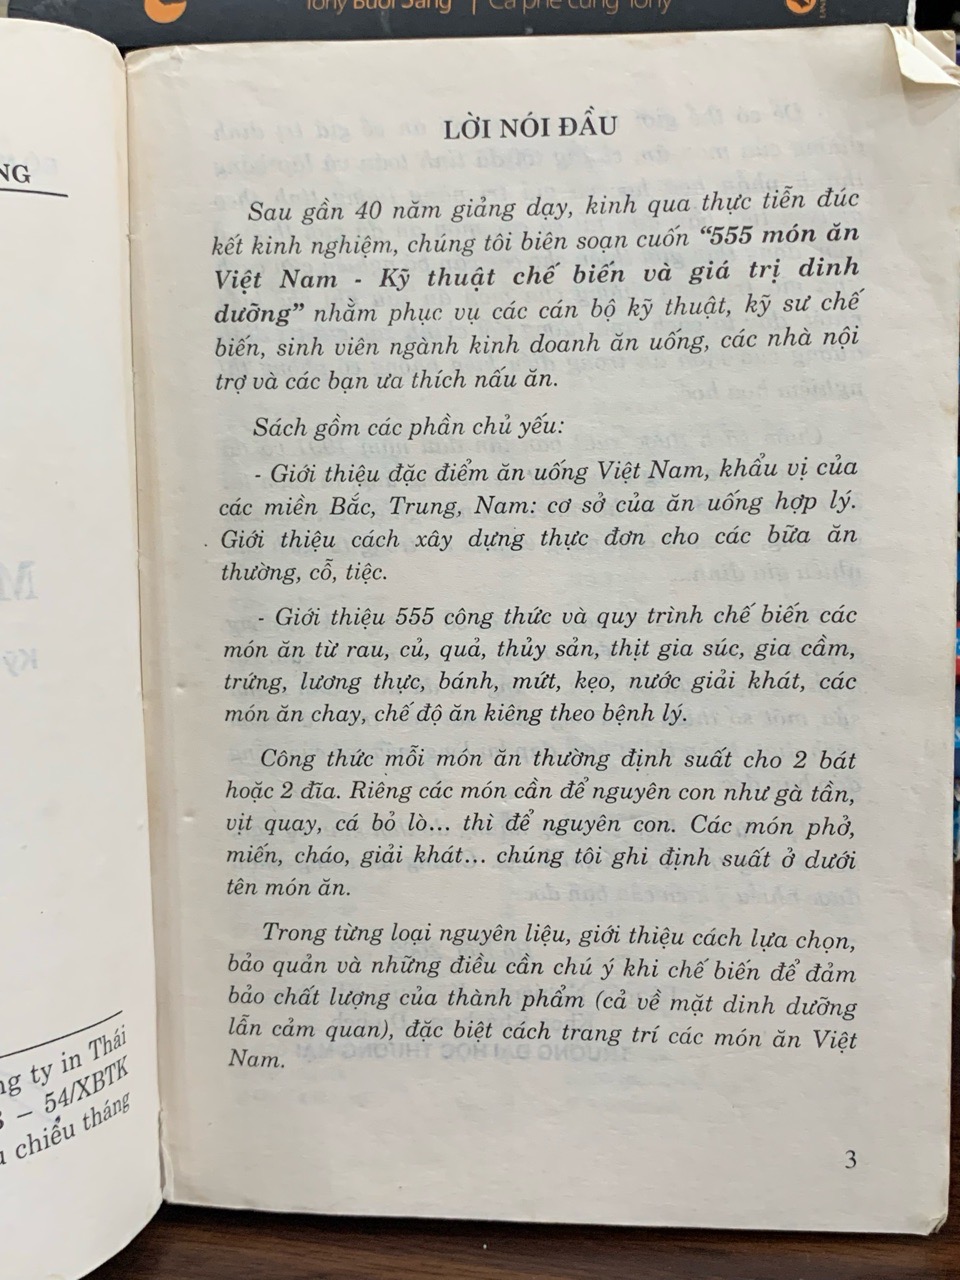 Tony Buổi Sáng | Cà phê cùng Tony
NG
ng ty in Thái
– 54/XBTK
chiểu tháng
LỜI NÓI ĐẦU
Sau gần 40 năm giảng dạy, kinh qua thực tiễn đúc
kết kinh nghiệm, chúng tôi biên soạn cuốn “555 món ăn
Việt Nam - Kỹ thuật chế biến và giá trị dinh
dưỡng” nhằm phục vụ các cán bộ kỹ thuật, kỹ sư chế
biến, sinh viên ngành kinh doanh ăn uống, các nhà nội
trợ và các bạn ưa thích nấu ăn.
Sách gồm các phần chủ yếu:
- Giới thiệu đặc điểm ăn uống Việt Nam, khẩu vị của
các miền Bắc, Trung, Nam: cơ sở của ăn uống hợp lý.
Giới thiệu cách xây dựng thực đơn cho các bữa ăn
thường, cỗ, tiệc.
- Giới thiệu 555 công thức và quy trình chế biến các
món ăn từ rau, củ, quả, thủy sản, thịt gia súc, gia cầm,
trứng, lương thực, bánh, mứt, kẹo, nước giải khát, các
món ăn chay, chế độ ăn kiêng theo bệnh lý.
Công thức mỗi món ăn thường định suất cho 2 bát
hoặc 2 đĩa. Riêng các món cần để nguyên con như gà tần,
vịt quay, cá bỏ lò... thì để nguyên con. Các món phở,
miến, cháo, giải khát... chúng tôi ghi định suất ở dưới
tên món ăn.
Trong từng loại nguyên liệu, giới thiệu cách lựa chọn,
bảo quản và những điều cần chú ý khi chế biến để đảm
bảo chất lượng của thành phẩm (cả về mặt dinh dưỡng
lẫn cảm quan), đặc biệt cách trang trí các món ăn Việt
Nam.
3